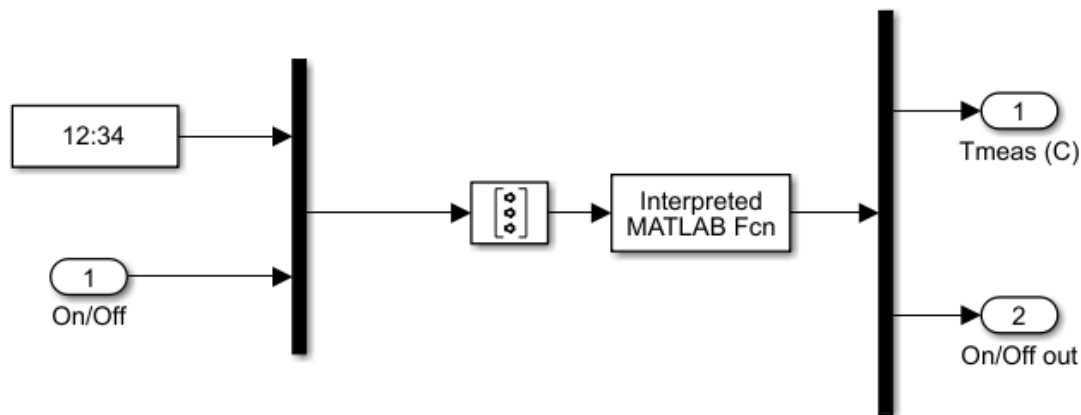 12:34
1
On/Off
Interpreted
MATLAB Fcn
1
Tmeas (C)
2
On/Off out